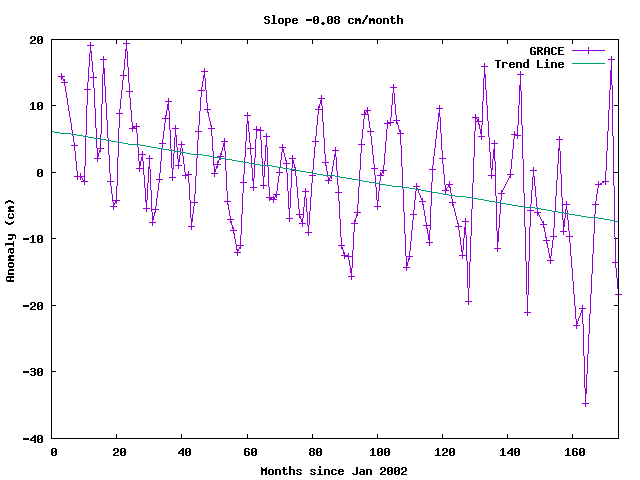 Slope -0.08 cm/month
GRACE
Trend Line
20
10
0
-10
-20
-30
-40
Anomaly (cm)
0 20 40 60 80 100 120 140 160
Months since Jan 2002